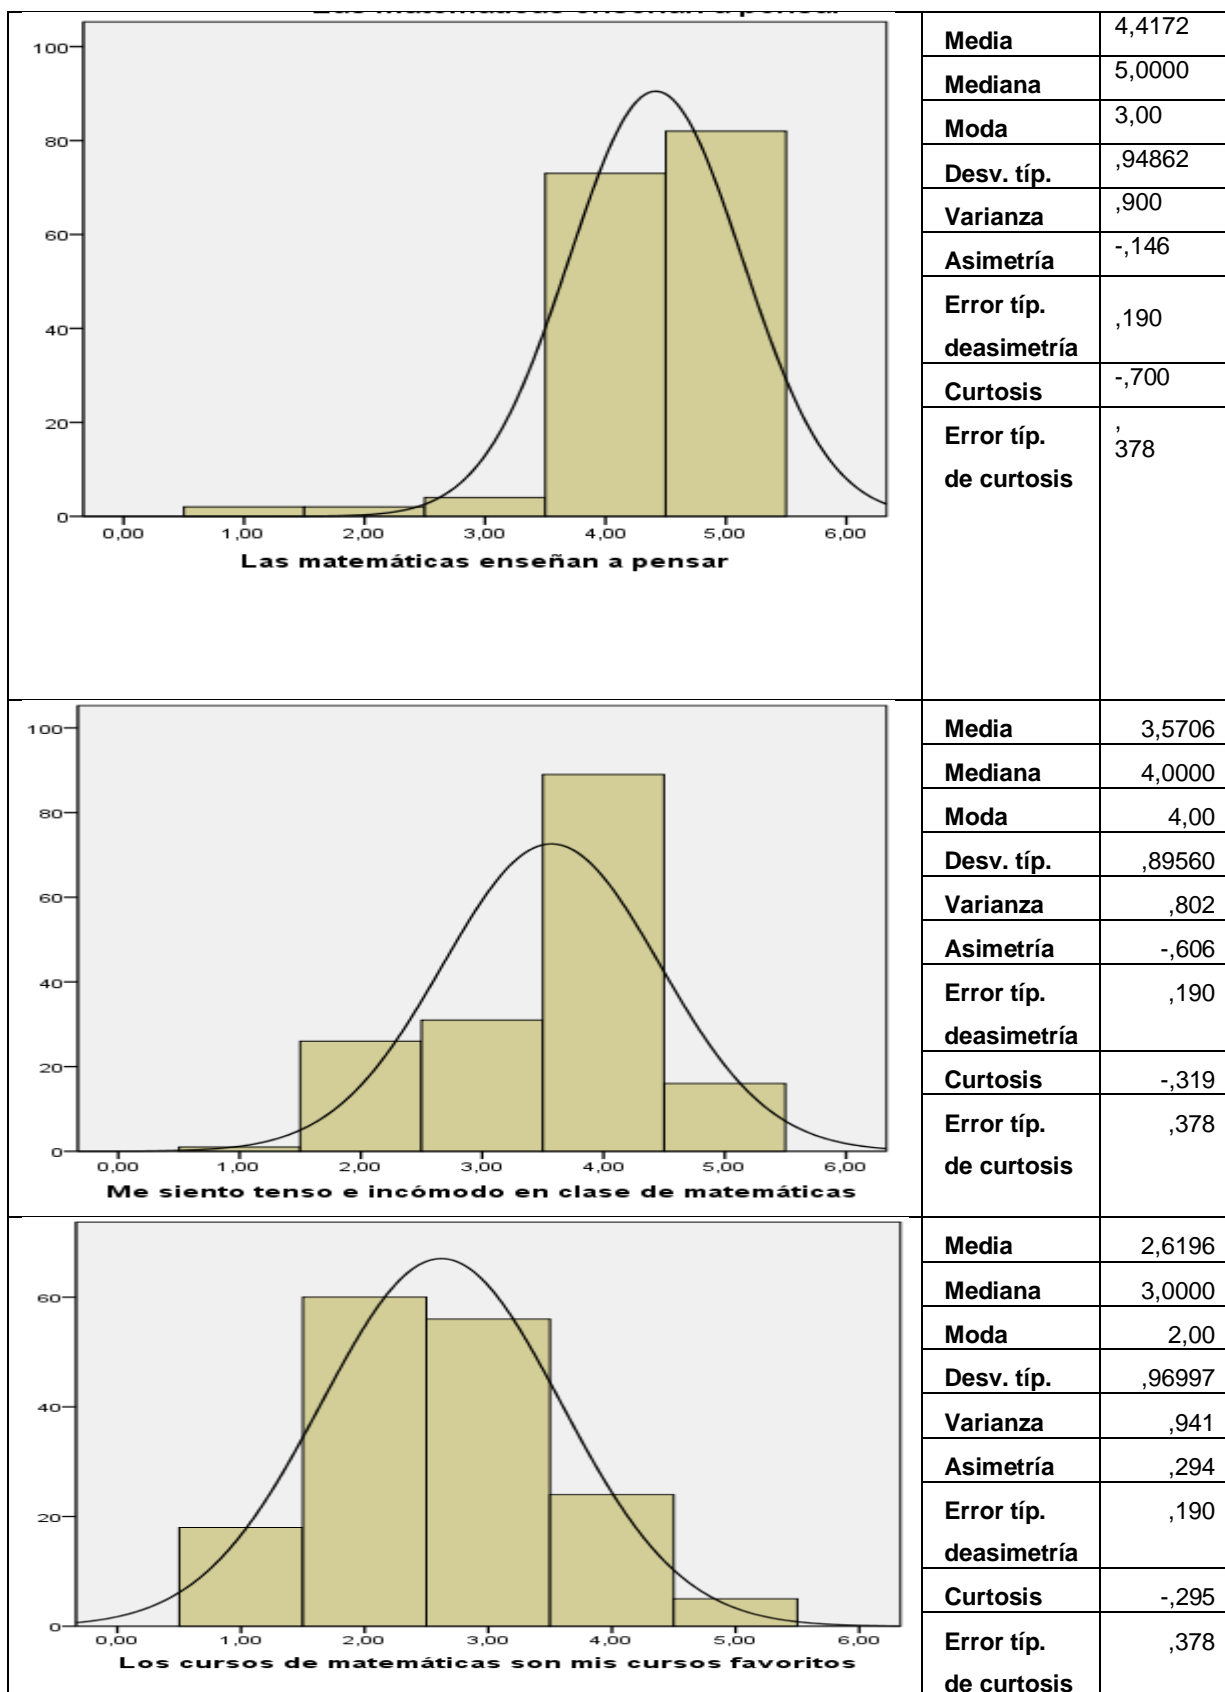 Las matemáticas enseñan a pensar
100
80
60
40
20
0
0,00 1,00 2,00 3,00 4,00 5,00 6,00
Las matemáticas enseñan a pensar
Media 4,4172
Mediana 5,0000
Moda 3,00
Desv. típ. ,94862
Varianza ,900
Asimetría -,146
Error típ.
deasimetría ,190
Curtosis -,700
Error típ.
de curtosis ,
378
100
80
60
40
20
0
0,00 1,00 2,00 3,00 4,00 5,00 6,00
Me siento tenso e incómodo en clase de matemáticas
Media 3,5706
Mediana 4,0000
Moda 4,00
Desv. típ. ,89560
Varianza ,802
Asimetría -,606
Error típ. ,190
deasimetría
Curtosis -,319
Error típ. ,378
de curtosis
60
40
20
0
0,00 1,00 2,00 3,00 4,00 5,00 6,00
Los cursos de matemáticas son mis cursos favoritos
Media 2,6196
Mediana 3,0000
Moda 2,00
Desv. típ. ,96997
Varianza ,941
Asimetría ,294
Error típ. ,190
deasimetría
Curtosis -,295
Error típ. ,378
de curtosis